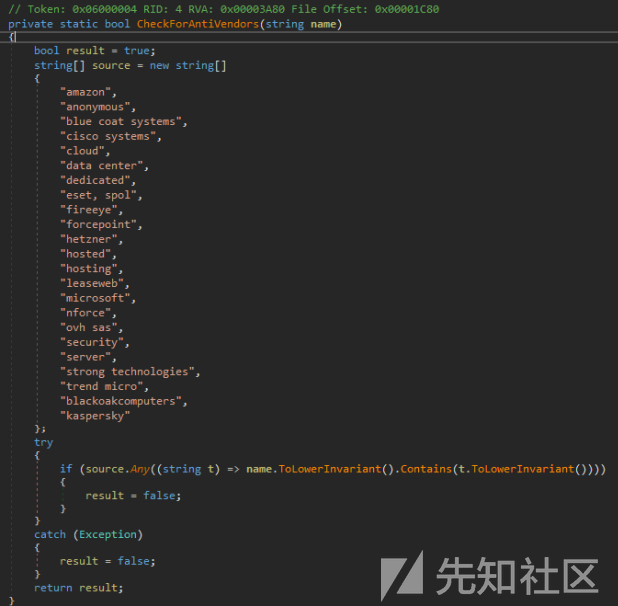 // Token: 0x06000004 RID: 4 RVA: 0x00003A80 File Offset: 0x00001C80
private static bool CheckForAntiVendors(string name)
{
    bool result = true;
    string[] source = new string[]
    {
        "amazon",
        "anonymous",
        "blue coat systems",
        "cisco systems",
        "cloud",
        "data center",
        "dedicated",
        "eset, spol",
        "fireeye",
        "forcepoint",
        "hetzner",
        "hosted",
        "hosting",
        "leaseweb",
        "microsoft",
        "nforce",
        "ovh sas",
        "security",
        "server",
        "strong technologies",
        "trend micro",
        "blackoakcomputers",
        "kaspersky"
    };
    try
    {
        if (source.Any((string t) => name.ToLowerInvariant().Contains(t.ToLowerInvariant())))
        {
            result = false;
        }
    }
    catch (Exception)
    {
        result = false;
    }
    return result;
}
先知社区